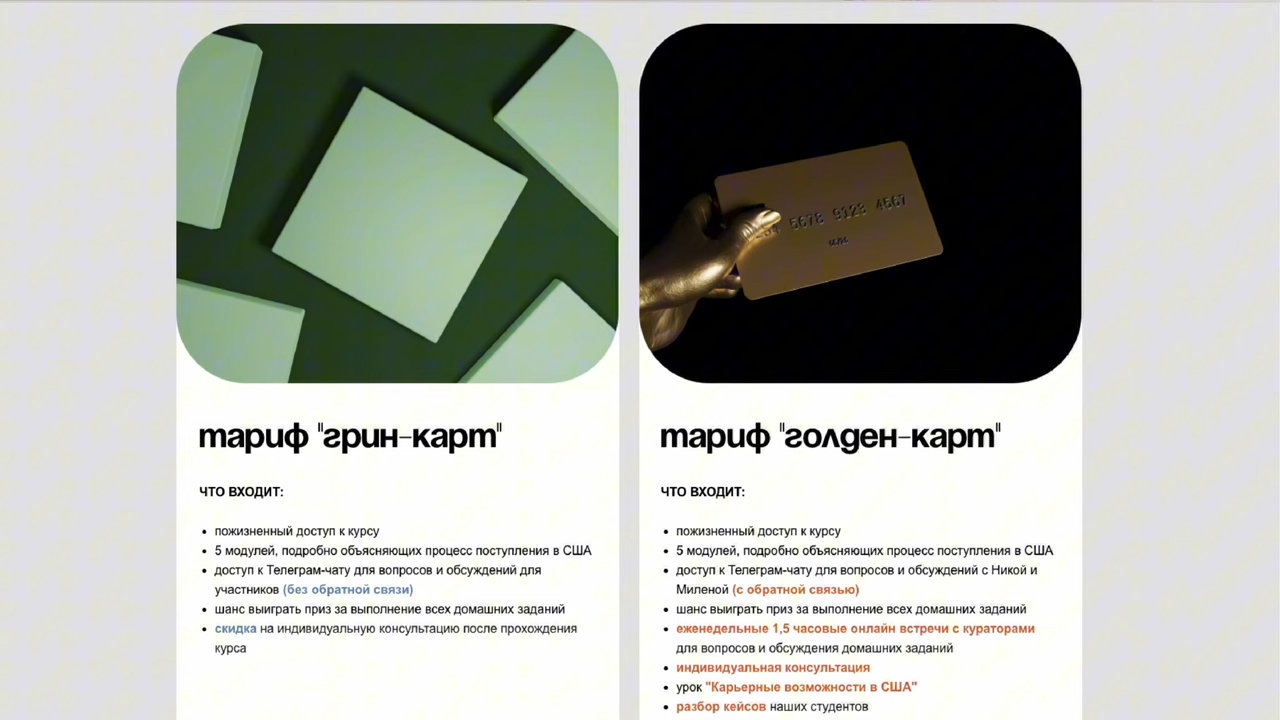 5678 9123 4567
тариф "грин-карт"
ЧТО ВХОДИТ:
• пожизненный доступ к курсу
• 5 модулей, подробно объясняющих процесс поступления в США
• доступ к Телеграм-чату для вопросов и обсуждений для
участников (без обратной связи)
• шанс выиграть приз за выполнение всех домашних заданий
• скидка на индивидуальную консультацию после прохождения
курса
тариф "голден-карт"
ЧТО ВХОДИТ:
• пожизненный доступ к курсу
• 5 модулей, подробно объясняющих процесс поступления в США
• доступ к Телеграм-чату для вопросов и обсуждений с Никой и
Миленой (с обратной связью)
• шанс выиграть приз за выполнение всех домашних заданий
• еженедельные 1,5 часовые онлайн встречи с кураторами
для вопросов и обсуждения домашних заданий
• индивидуальная консультация
• урок "Карьерные возможности в США"
• разбор кейсов наших студентов